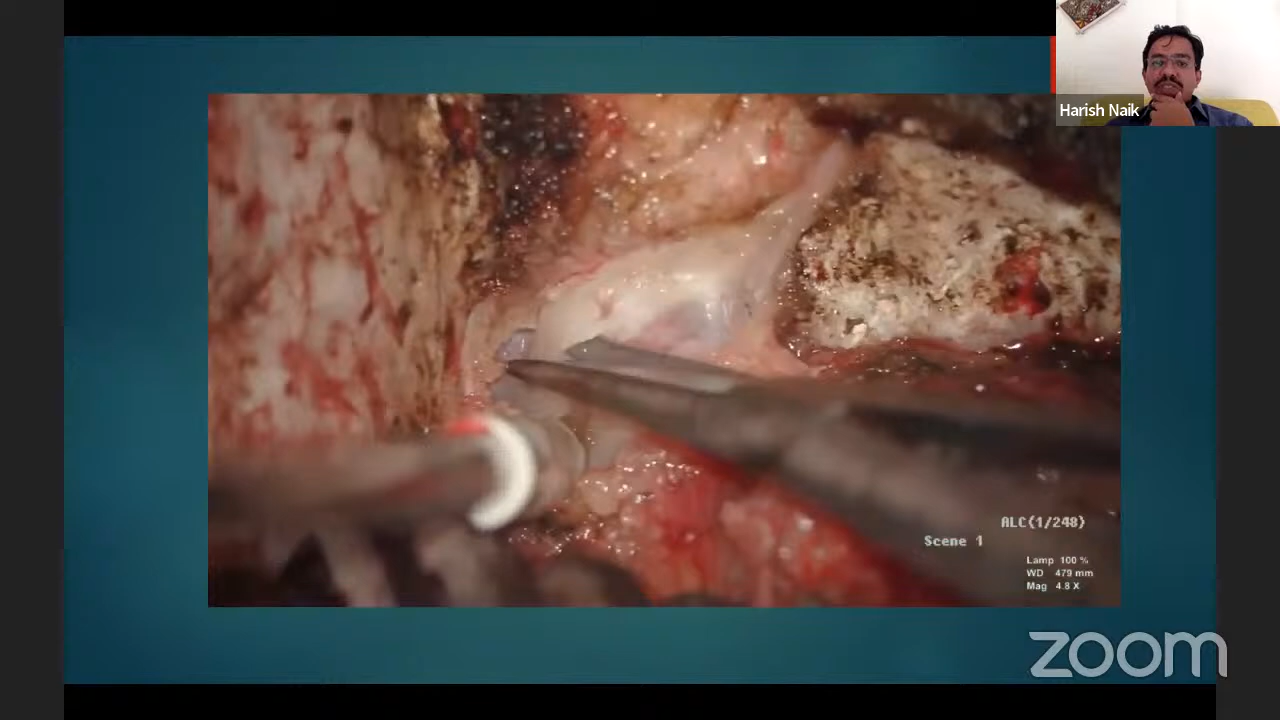 Harish Naik
ALC(1/248)
Scene 1
Lamp 100 %
WD 479 mm
Mag 4.8 X
zoom